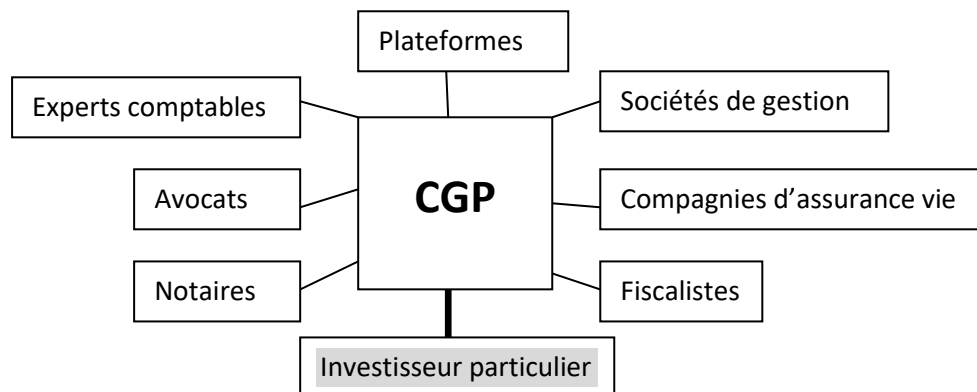 Plateformes
Experts comptables
Sociétés de gestion
Avocats
CGP
Compagnies d’assurance vie
Notaires
Fiscalistes
Investisseur particulier